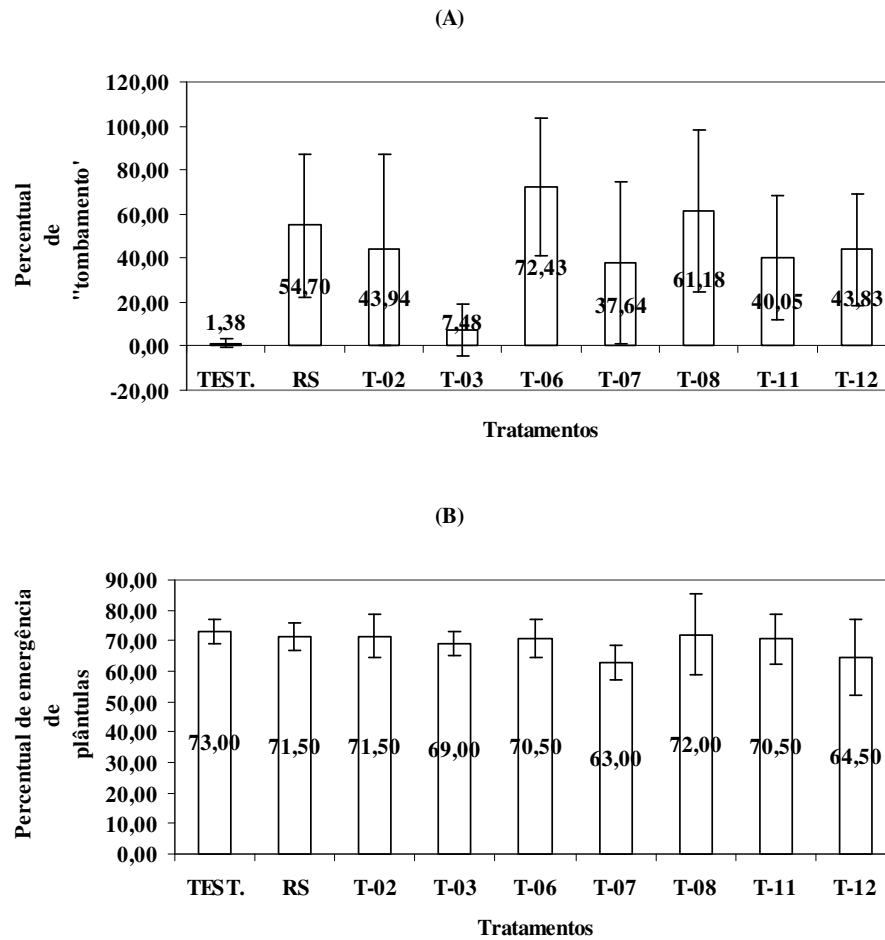 (A)
Percentual
de
"tombamento'
120,00
100,00
80,00
60,00
40,00
20,00
0,00
-20,00
1,38
54,70
43,94
7,48
72,43
37,64
61,18
40,05
43,83
TEST. RS T-02 T-03 T-06 T-07 T-08 T-11 T-12
Tratamentos
(B)
Percentual de emergência
de
plântulas
90,00
80,00
70,00
60,00
50,00
40,00
30,00
20,00
10,00
0,00
73,00 71,50 71,50 69,00 70,50 63,00 72,00 70,50 64,50
TEST. RS T-02 T-03 T-06 T-07 T-08 T-11 T-12
Tratamentos